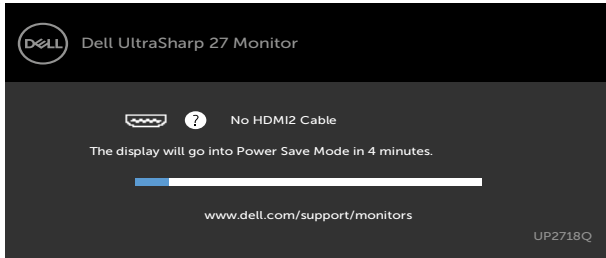 DELL
Dell UltraSharp 27 Monitor
? No HDMI2 Cable
The display will go into Power Save Mode in 4 minutes.
www.dell.com/support/monitors
UP2718Q